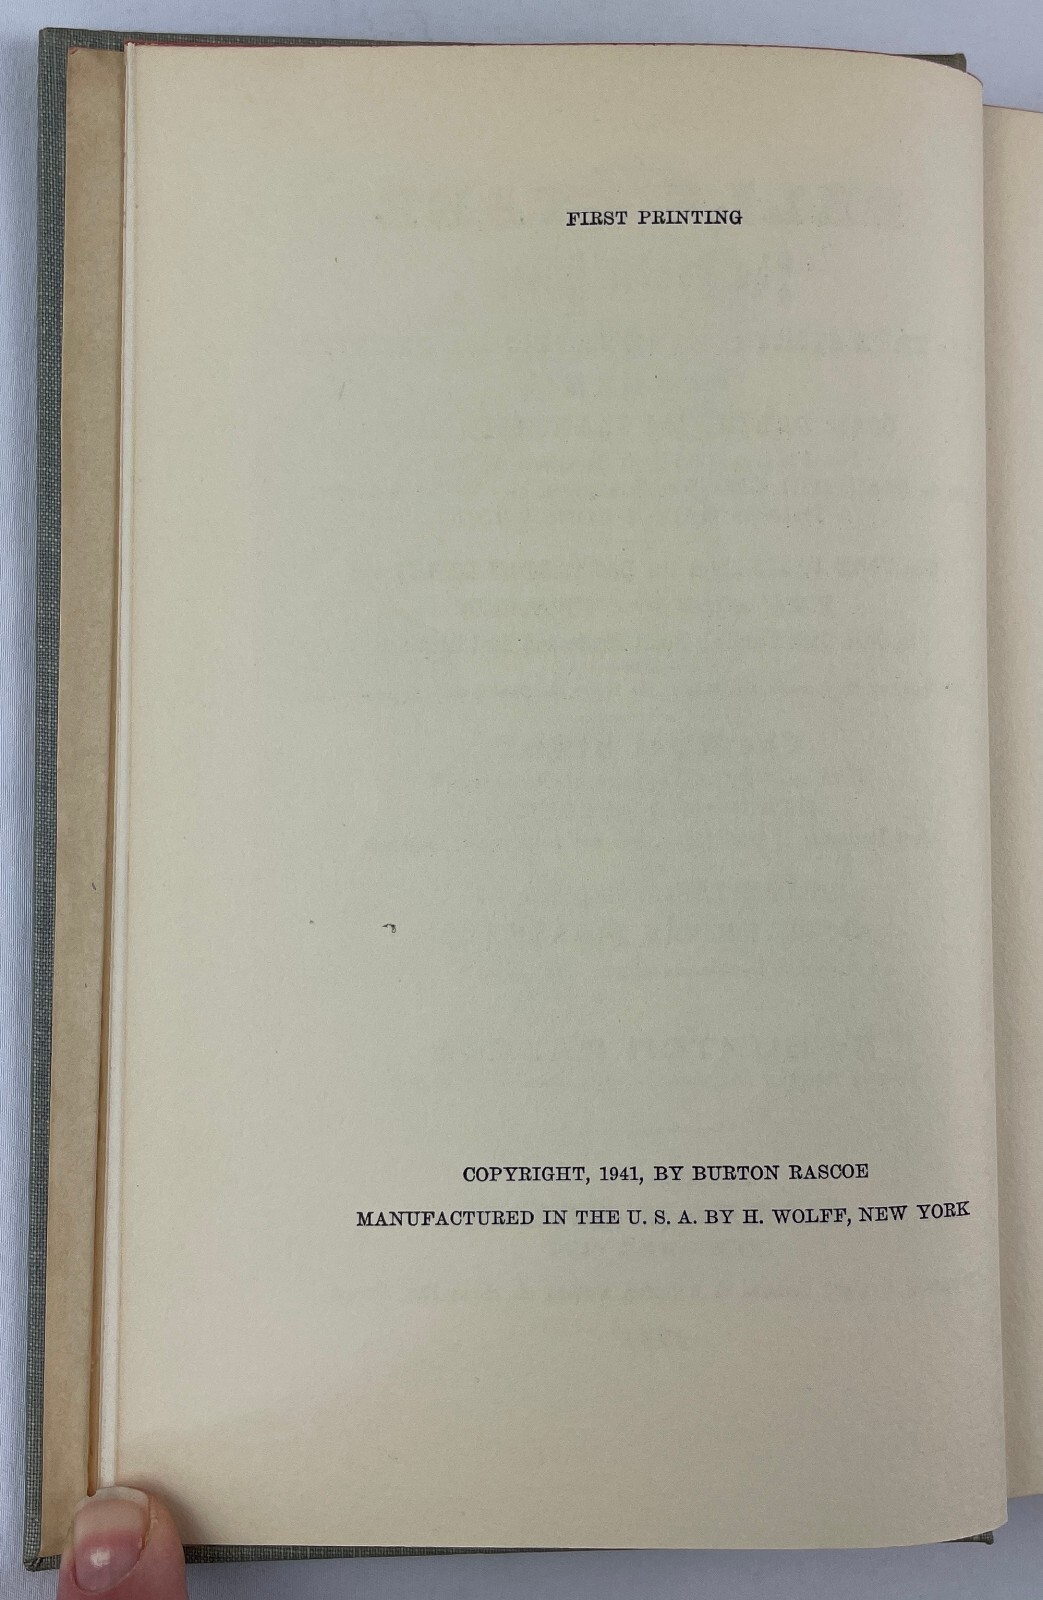 FIRST PRINTING
COPYRIGHT, 1941, BY BURTON RASCOE
MANUFACTURED IN THE U. S. A. BY H. WOLFF, NEW YORK